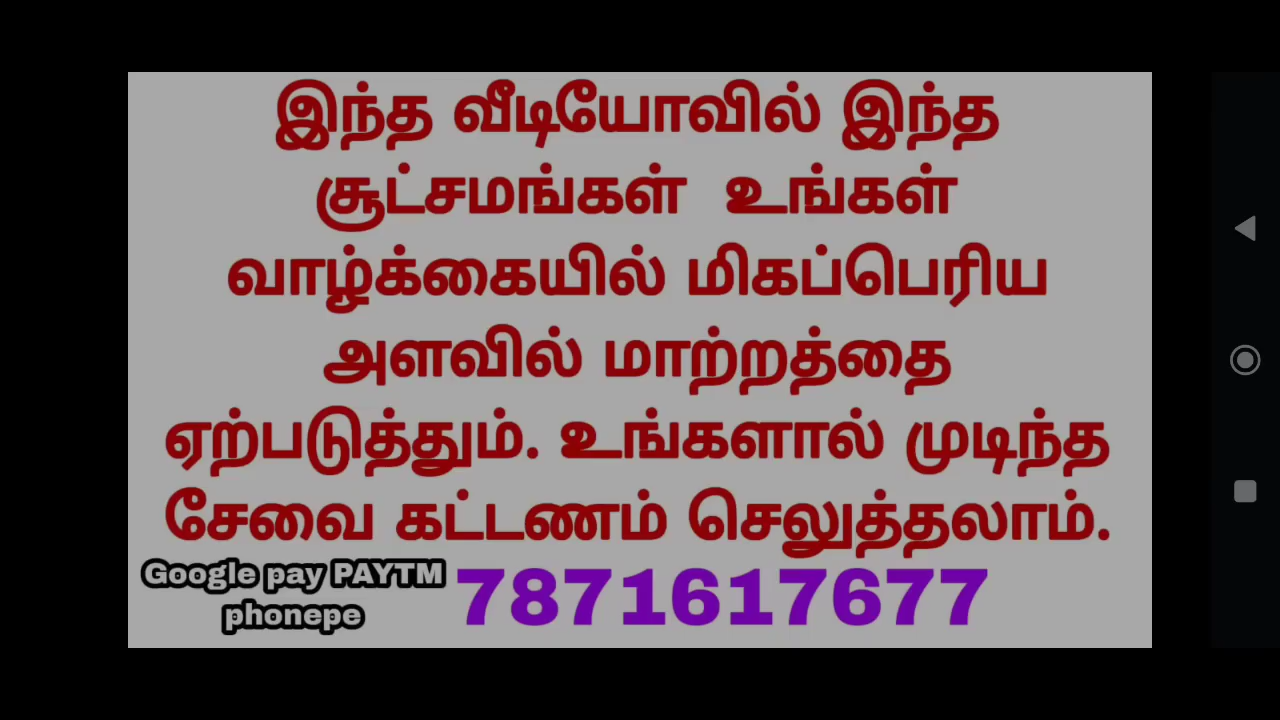 இந்த வீடியோவில் இந்த
சூட்சமங்கள் உங்கள்
வாழ்க்கையில் மிகப்பெரிய
அளவில் மாற்றத்தை
ஏற்படுத்தும். உங்களால் முடிந்த
சேவை கட்டணம் செலுத்தலாம்.
Google pay PAYTM
phonepe
7871617677